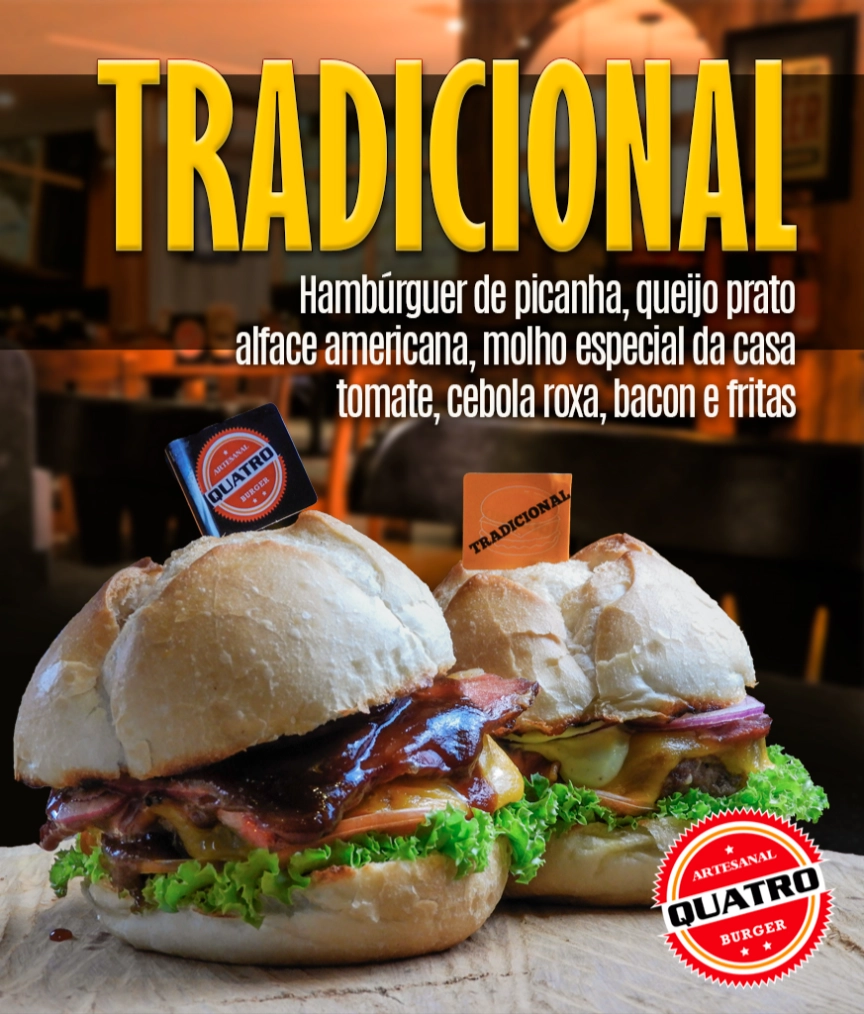 TRADICIONAL
Hambúrguer de picanha, queijo prato
alface americana, molho especial da casa
tomate, cebola roxa, bacon e fritas
ARTESANAL
QUATRO
BURGER
TRADICIONAL
ARTESANAL
QUATRO
BURGER